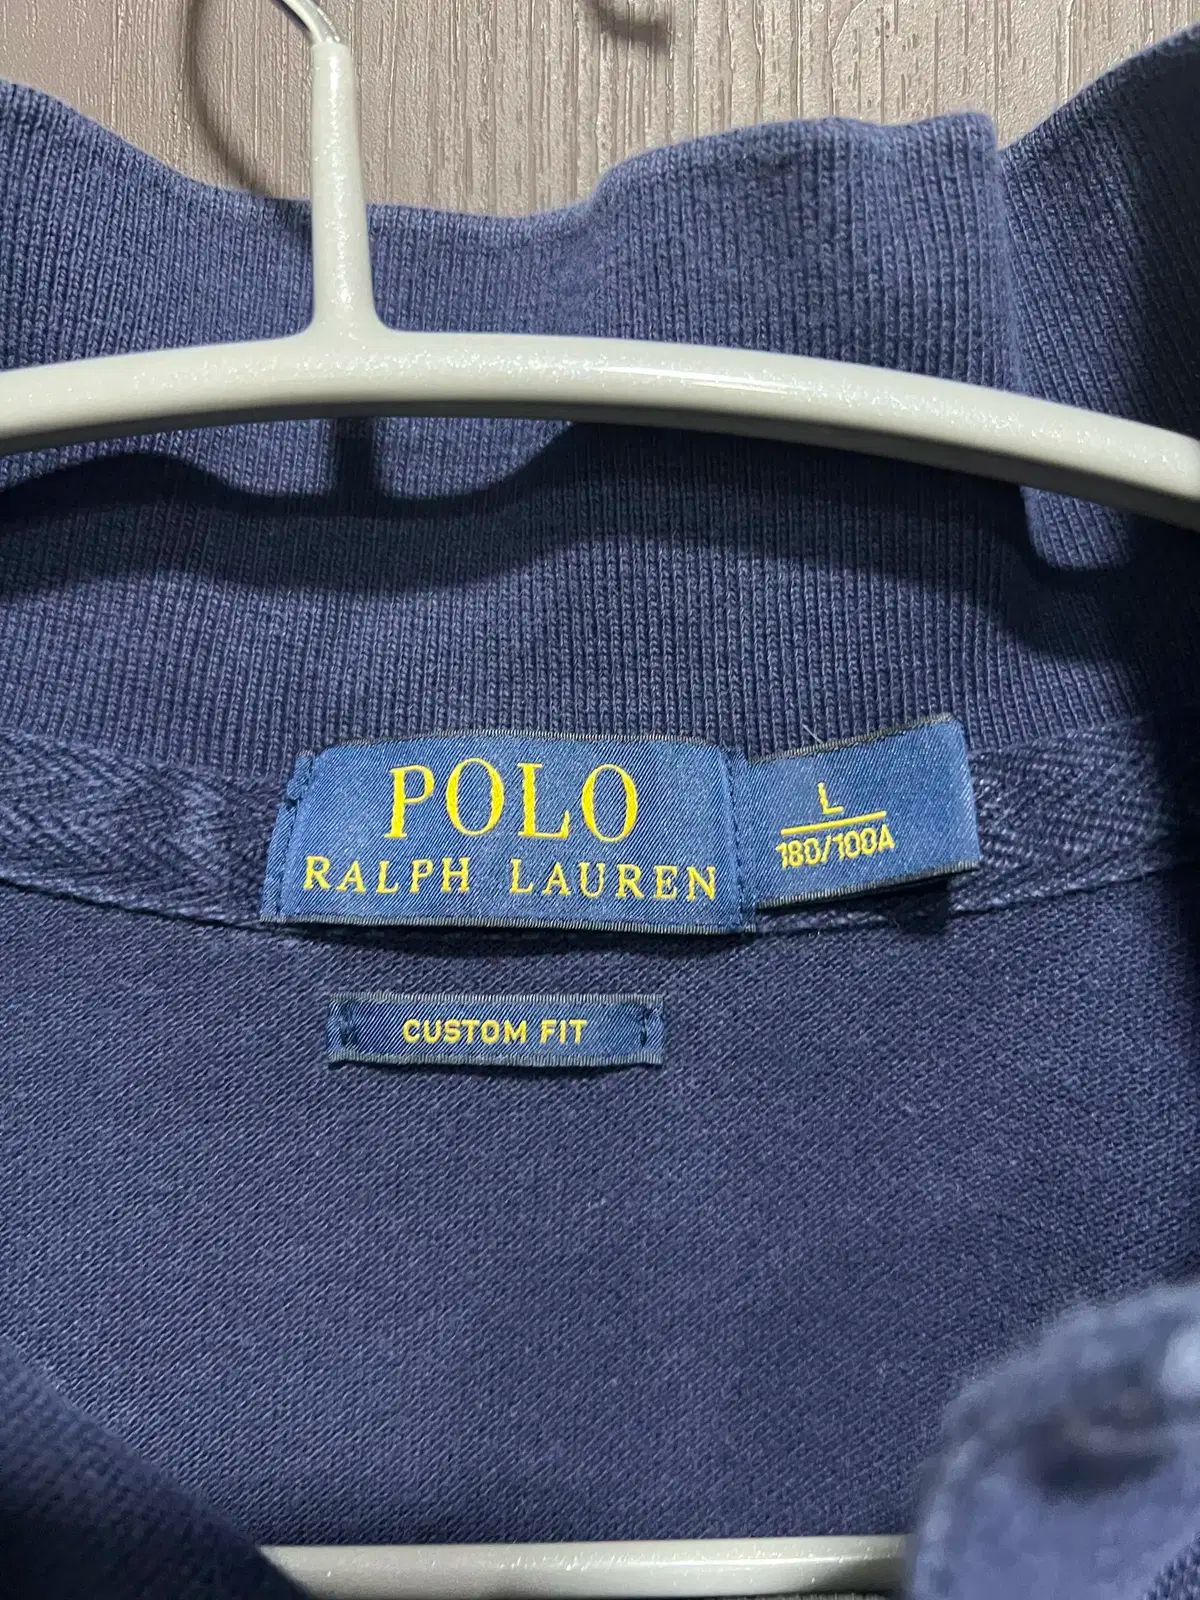 POLO
RALPH LAUREN
L
180/100A
CUSTOM FIT